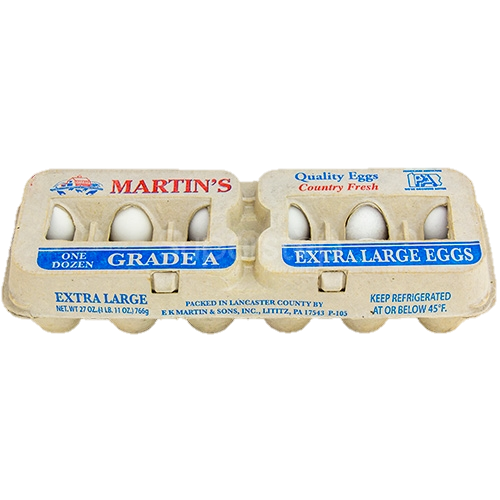 MARTIN'S
ONE
DOZEN
GRADE A
Quality Eggs
Country Fresh
PA
EXTRA LARGE EGGS
EXTRA LARGE
NET. WT 27 OZ. (1 LB. 11 OZ.) 766g
PACKED IN LANCASTER COUNTY BY
E K MARTIN & SONS, INC., LITITZ, PA 17543 P-105
KEEP REFRIGERATED
AT OR BELOW 45°F.